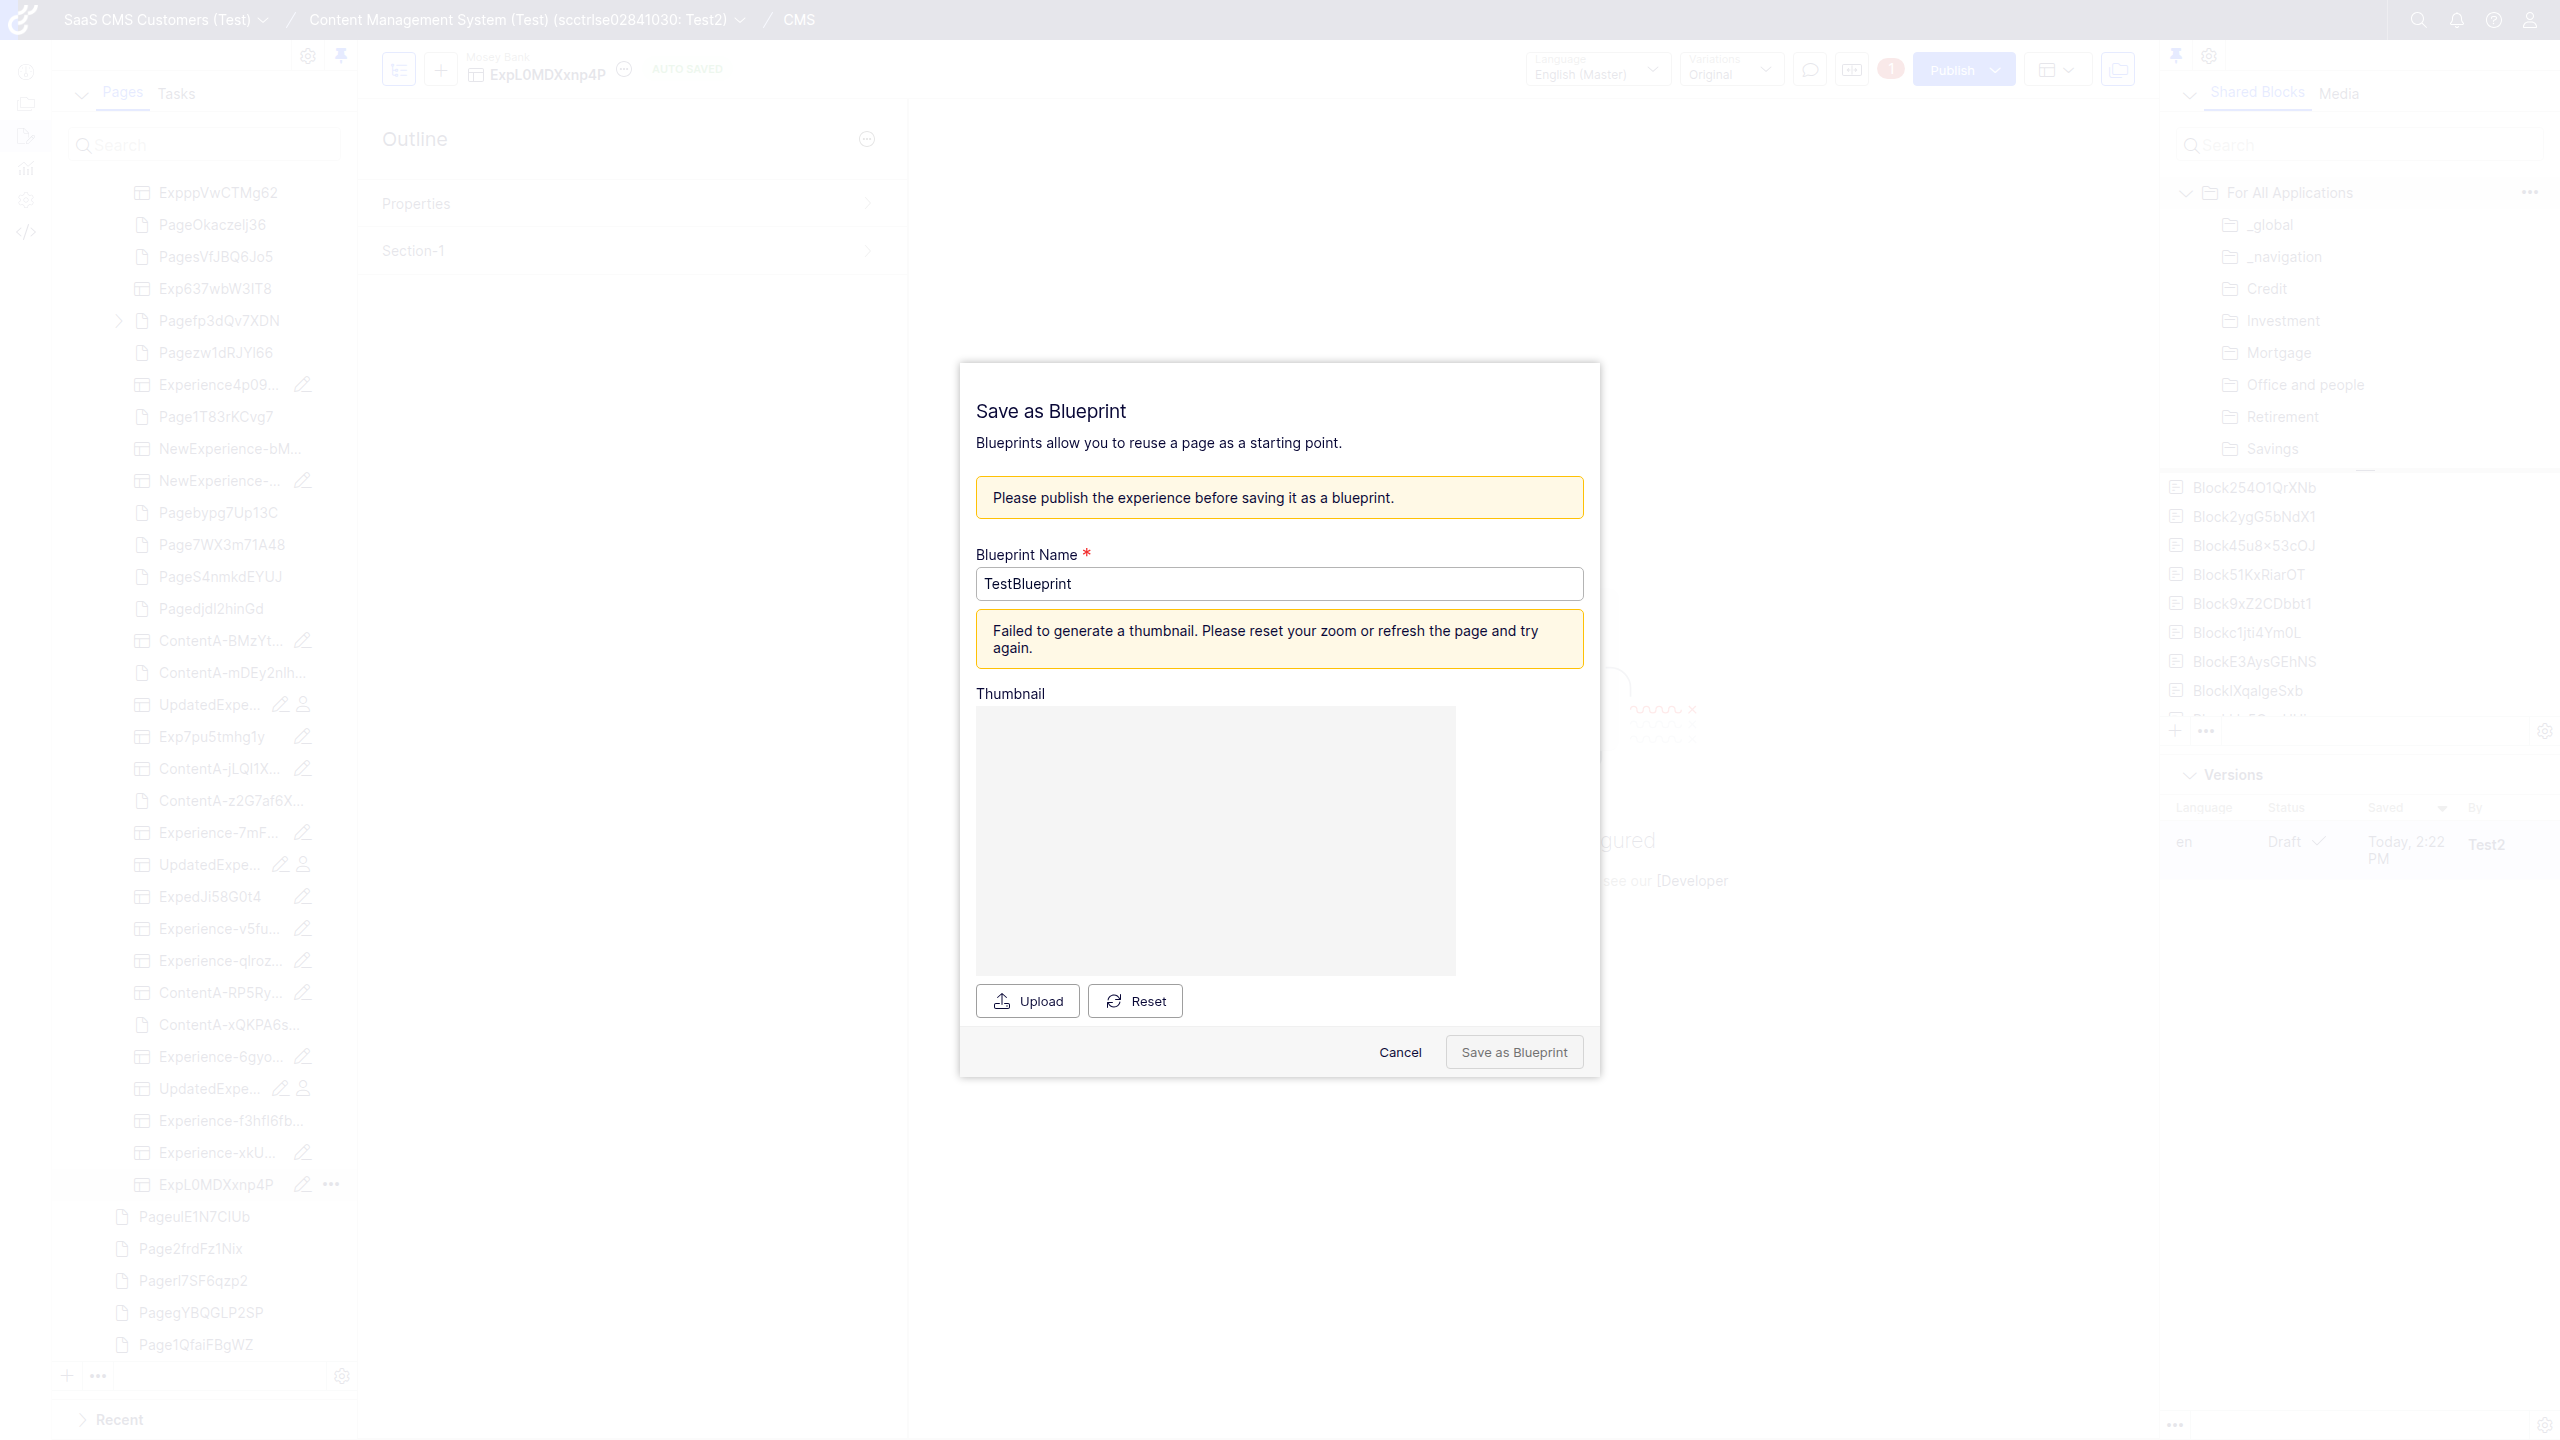 SaaS CMS Customers (Test) / Content Management System (Test) (scctrlse02841030: Test2) / CMS
Pages Tasks
Search
ExpppVwCTMg62
PageOkaczelj36
PagesVfJBQ6Jo5
Exp637wbW3IT8
Pagefp3dQv7XDN
Pagezw1dRJYl66
Experience4p09...
Page1T83rKCvg7
NewExperience-bM...
NewExperience-...
Pagebypg7Up13C
Page7WX3m71A48
PageS4nmkdEYUJ
Pagedjdl2hinGd
ContentA-BMzYt...
ContentA-mDEy2nlh...
UpdatedExpe...
Exp7pu5tmhg1y
ContentA-jLQI1X...
ContentA-z2G7af6X...
Experience-7mF...
UpdatedExpe...
ExpedJi58G0t4
Experience-v5fu...
Experience-qlroz...
ContentA-RP5Ry...
ContentA-xQKPA6s...
Experience-6gyo...
UpdatedExpe...
Experience-f3hfI6fb...
Experience-xkU...
ExpL0MDXxnp4P
PageulE1N7CIUb
Page2frdFz1Nix
Pagerl7SF6qzp2
PagegYBQGLP2SP
Page1QfaiFBgWZ
Recent
Mosey Bank
ExpL0MDXxnp4P
AUTO SAVED
Language
English (Master)
Variations
Original
1
Publish
Outline
Properties
Section-1
Save as Blueprint
Blueprints allow you to reuse a page as a starting point.
Please publish the experience before saving it as a blueprint.
Blueprint Name *
TestBlueprint
Failed to generate a thumbnail. Please reset your zoom or refresh the page and try
again.
Thumbnail
Upload Reset
Cancel Save as Blueprint
gured
see our [Developer
Shared Blocks Media
Search
For All Applications
_global
_navigation
Credit
Investment
Mortgage
Office and people
Retirement
Savings
Block254O1QrXNb
Block2ygG5bNdX1
Block45u8x53cOJ
Block51KxRiarOT
Block9xZ2CDbbt1
Blockc1jti4Ym0L
BlockE3AysGEhNS
BlockIXqalgeSxb
Versions
Language Status Saved By
en Draft Today, 2:22 PM Test2